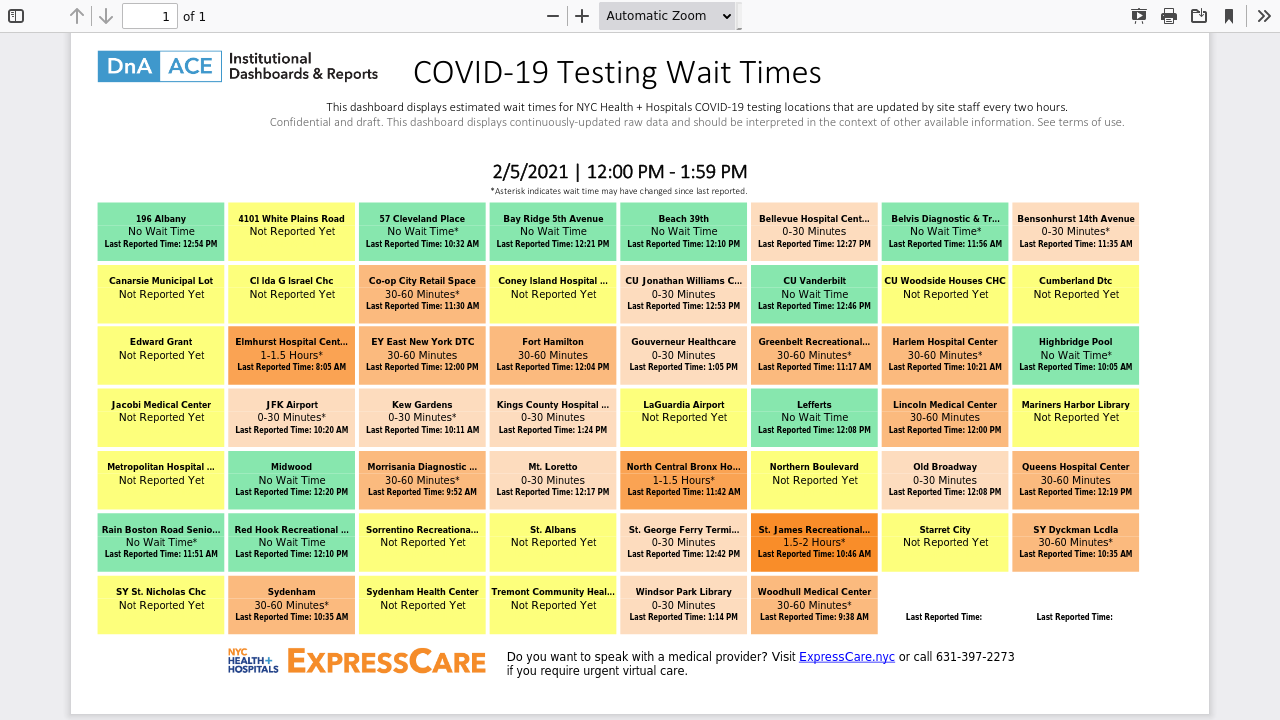 1 of 1 Automatic Zoom
DnA ACE Institutional
Dashboards & Reports
COVID-19 Testing Wait Times
This dashboard displays estimated wait times for NYC Health + Hospitals COVID-19 testing locations that are updated by site staff every two hours.
Confidential and draft. This dashboard displays continuously-updated raw data and should be interpreted in the context of other available information. See terms of use.
2/5/2021 | 12:00 PM - 1:59 PM
*Asterisk indicates wait time may have changed since last reported.
196 Albany
No Wait Time
Last Reported Time: 12:54 PM
4101 White Plains Road
Not Reported Yet
57 Cleveland Place
No Wait Time*
Last Reported Time: 10:32 AM
Bay Ridge 5th Avenue
No Wait Time
Last Reported Time: 12:21 PM
Beach 39th
No Wait Time
Last Reported Time: 12:10 PM
Bellevue Hospital Cent...
0-30 Minutes
Last Reported Time: 12:27 PM
Belvis Diagnostic & Tr...
No Wait Time*
Last Reported Time: 11:56 AM
Bensonhurst 14th Avenue
0-30 Minutes*
Last Reported Time: 11:35 AM
Canarsie Municipal Lot
Not Reported Yet
Cl Ida G Israel Chc
Not Reported Yet
Co-op City Retail Space
30-60 Minutes*
Last Reported Time: 11:30 AM
Coney Island Hospital ...
Not Reported Yet
CU Jonathan Williams C...
0-30 Minutes
Last Reported Time: 12:53 PM
CU Vanderbilt
No Wait Time
Last Reported Time: 12:46 PM
CU Woodside Houses CHC
Not Reported Yet
Cumberland Dtc
Not Reported Yet
Edward Grant
Not Reported Yet
Elmhurst Hospital Cent...
1-1.5 Hours*
Last Reported Time: 8:05 AM
EY East New York DTC
30-60 Minutes
Last Reported Time: 12:00 PM
Fort Hamilton
30-60 Minutes
Last Reported Time: 12:04 PM
Gouverneur Healthcare
0-30 Minutes
Last Reported Time: 1:05 PM
Greenbelt Recreational...
30-60 Minutes*
Last Reported Time: 11:17 AM
Harlem Hospital Center
30-60 Minutes*
Last Reported Time: 10:21 AM
Highbridge Pool
No Wait Time*
Last Reported Time: 10:05 AM
Jacobi Medical Center
Not Reported Yet
JFK Airport
0-30 Minutes*
Last Reported Time: 10:20 AM
Kew Gardens
0-30 Minutes*
Last Reported Time: 10:11 AM
Kings County Hospital ...
0-30 Minutes
Last Reported Time: 1:24 PM
LaGuardia Airport
Not Reported Yet
Lefferts
No Wait Time
Last Reported Time: 12:08 PM
Lincoln Medical Center
30-60 Minutes
Last Reported Time: 12:00 PM
Mariners Harbor Library
Not Reported Yet
Metropolitan Hospital ...
Not Reported Yet
Midwood
No Wait Time
Last Reported Time: 12:20 PM
Morrisania Diagnostic ...
30-60 Minutes*
Last Reported Time: 9:52 AM
Mt. Loretto
0-30 Minutes
Last Reported Time: 12:17 PM
North Central Bronx Ho...
1-1.5 Hours*
Last Reported Time: 11:42 AM
Northern Boulevard
Not Reported Yet
Old Broadway
0-30 Minutes
Last Reported Time: 12:08 PM
Queens Hospital Center
30-60 Minutes
Last Reported Time: 12:19 PM
Rain Boston Road Senio...
No Wait Time*
Last Reported Time: 11:51 AM
Red Hook Recreational ...
No Wait Time
Last Reported Time: 12:10 PM
Sorrentino Recreationa...
Not Reported Yet
St. Albans
Not Reported Yet
St. George Ferry Termi...
0-30 Minutes
Last Reported Time: 12:42 PM
St. James Recreational...
1.5-2 Hours*
Last Reported Time: 10:46 AM
Starret City
Not Reported Yet
SY Dyckman Lcdla
30-60 Minutes*
Last Reported Time: 10:35 AM
SY St. Nicholas Chc
Not Reported Yet
Sydenham
30-60 Minutes*
Last Reported Time: 10:35 AM
Sydenham Health Center
Not Reported Yet
Tremont Community Heal...
Not Reported Yet
Windsor Park Library
0-30 Minutes
Last Reported Time: 1:14 PM
Woodhull Medical Center
30-60 Minutes*
Last Reported Time: 9:38 AM
Last Reported Time:
Last Reported Time:
NYC
HEALTH+
HOSPITALS
EXPRESSCARE
Do you want to speak with a medical provider? Visit ExpressCare.nyc or call 631-397-2273
if you require urgent virtual care.